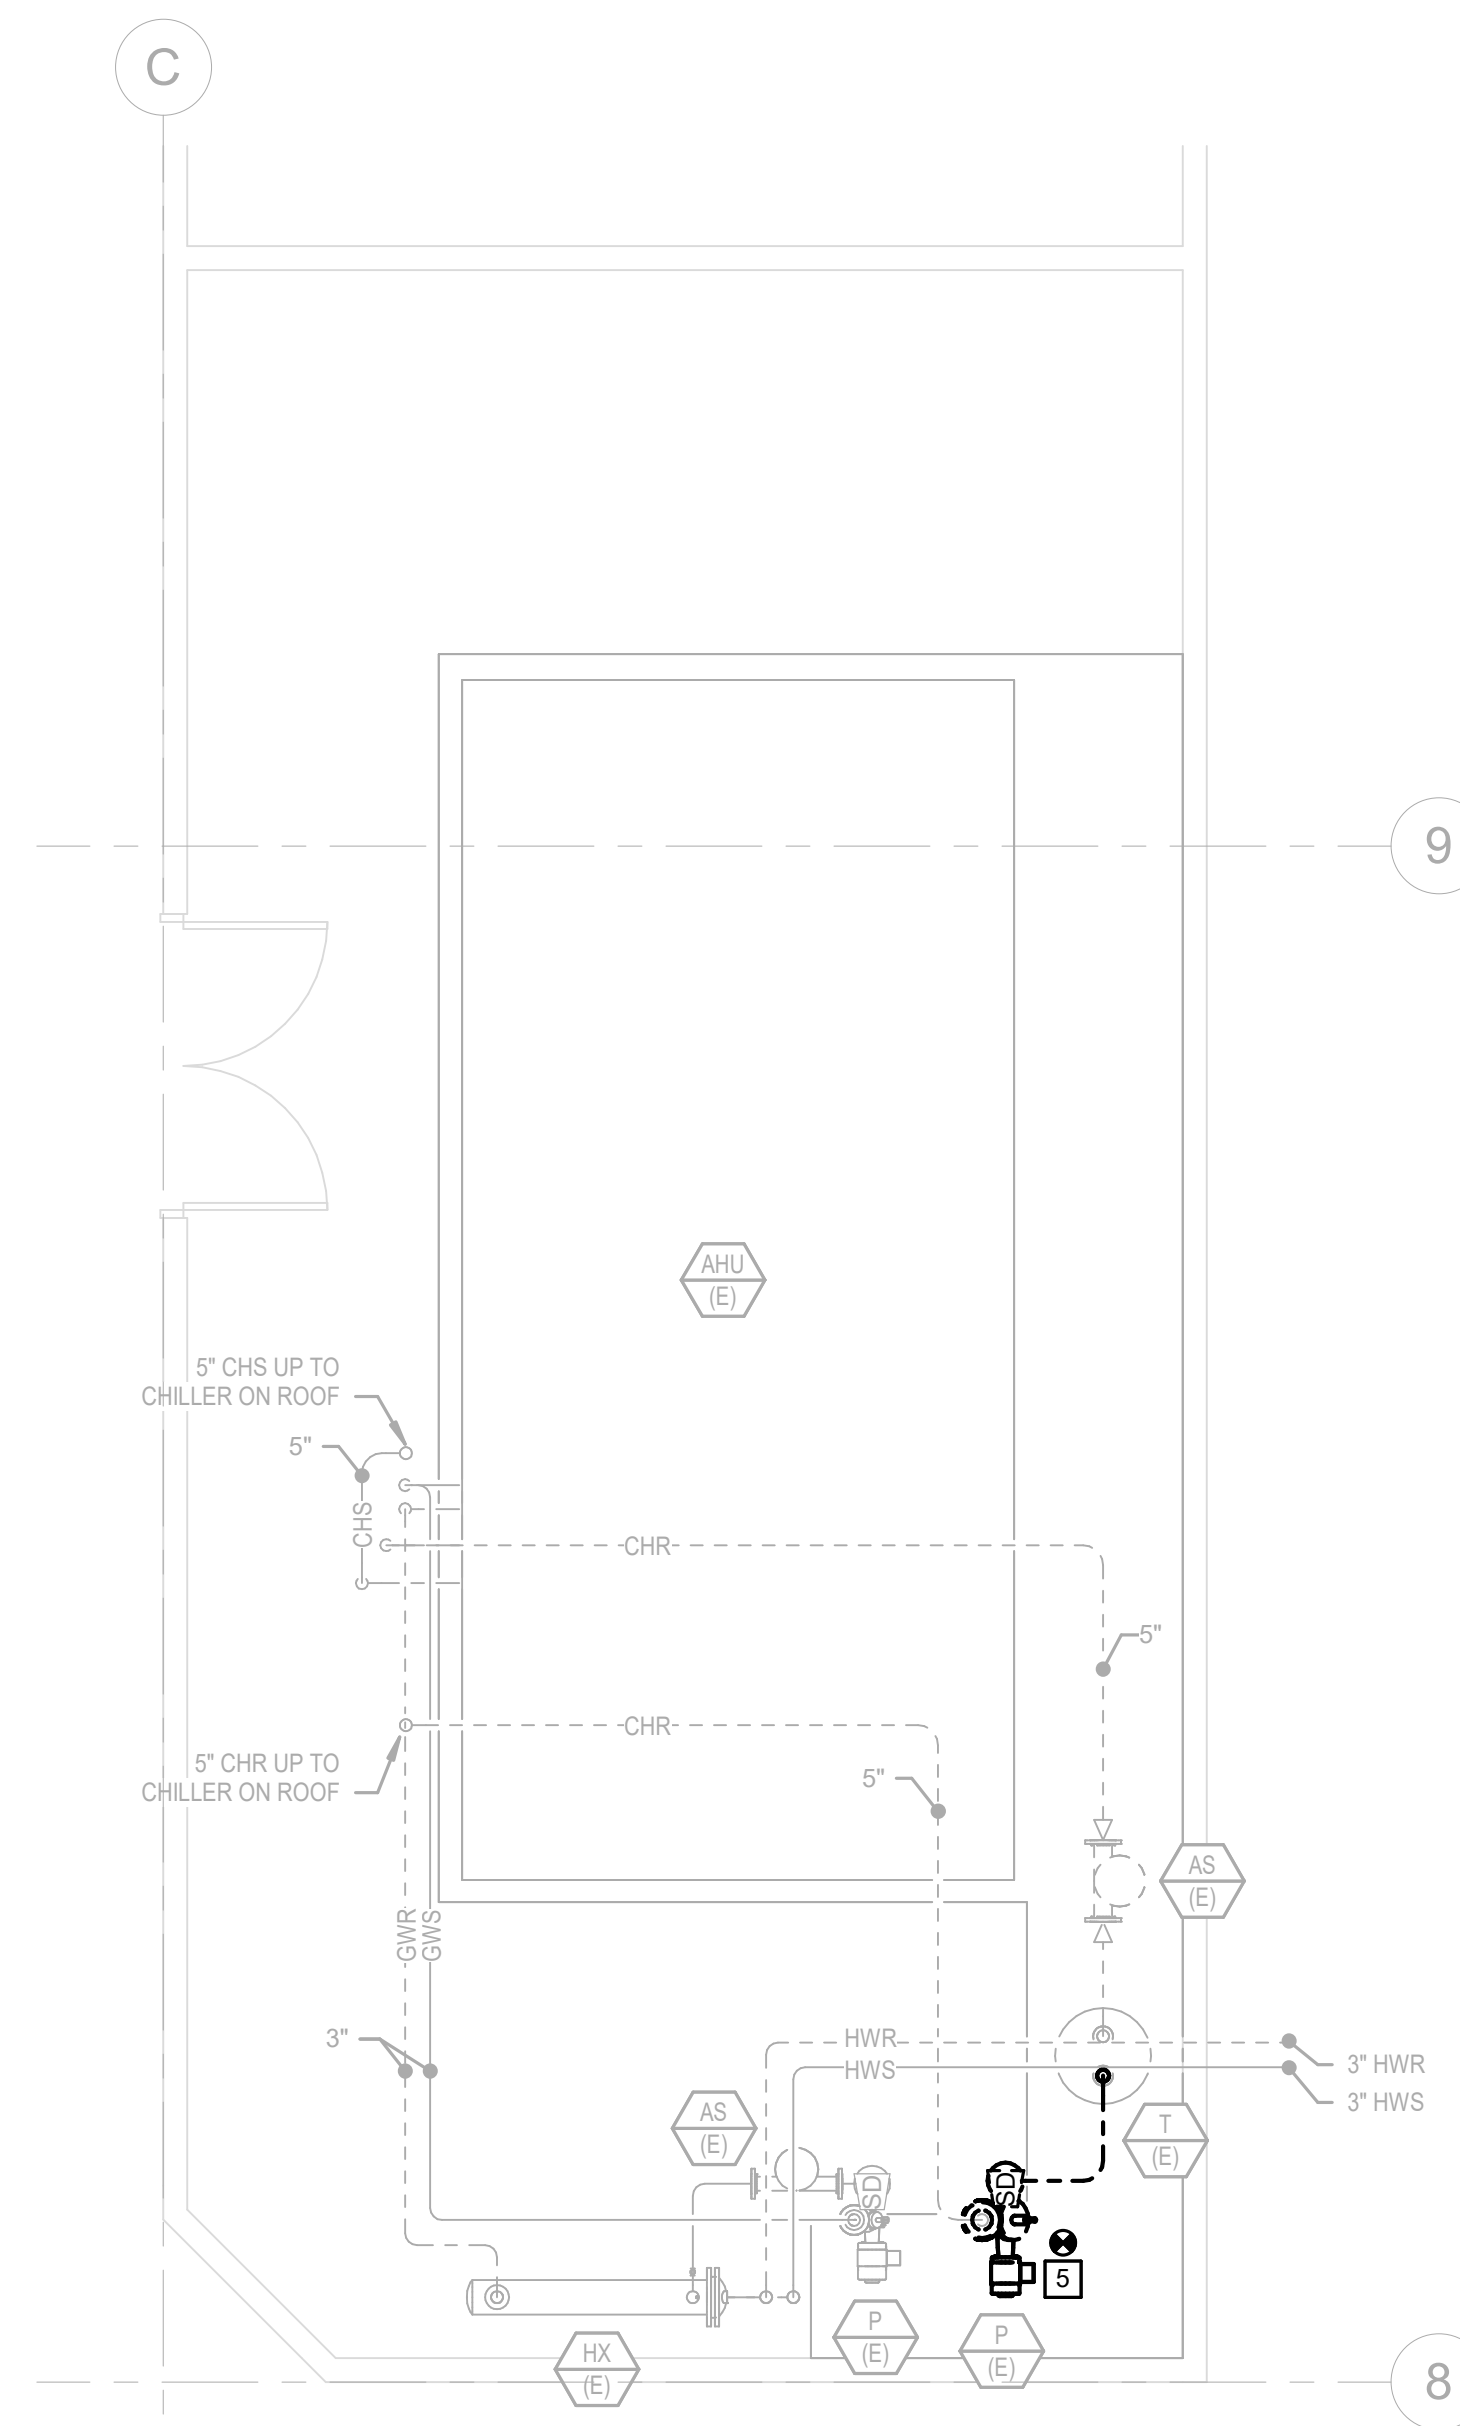 C
9
AHU
(E)
5" CHS UP TO
CHILLER ON ROOF
5"
CHS
CHR
5"
CHR
5" CHR UP TO
CHILLER ON ROOF
5"
AS
(E)
GWR
GWS
3"
HWR
HWS
3" HWR
3" HWS
AS
(E)
T
(E)
SD
SD
5
P
(E)
P
(E)
HX
(E)
8